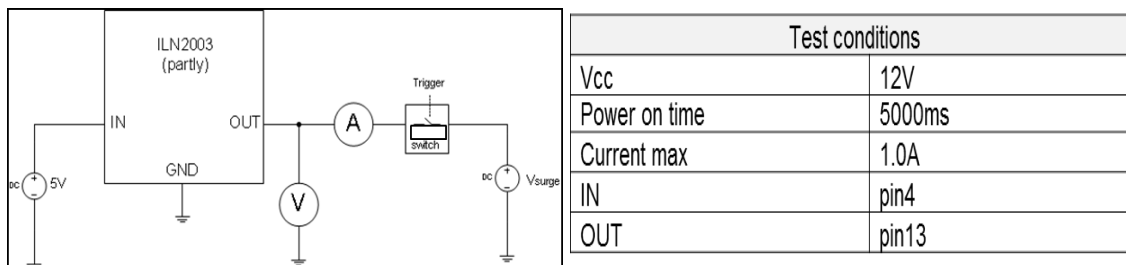 ILN2003
(partly)
Trigger
IN
OUT
A
switch
GND
DC
+
−
5V
V
DC
+
−
Vsurge
Test conditions
Vcc 12V
Power on time 5000ms
Current max 1.0A
IN pin4
OUT pin13